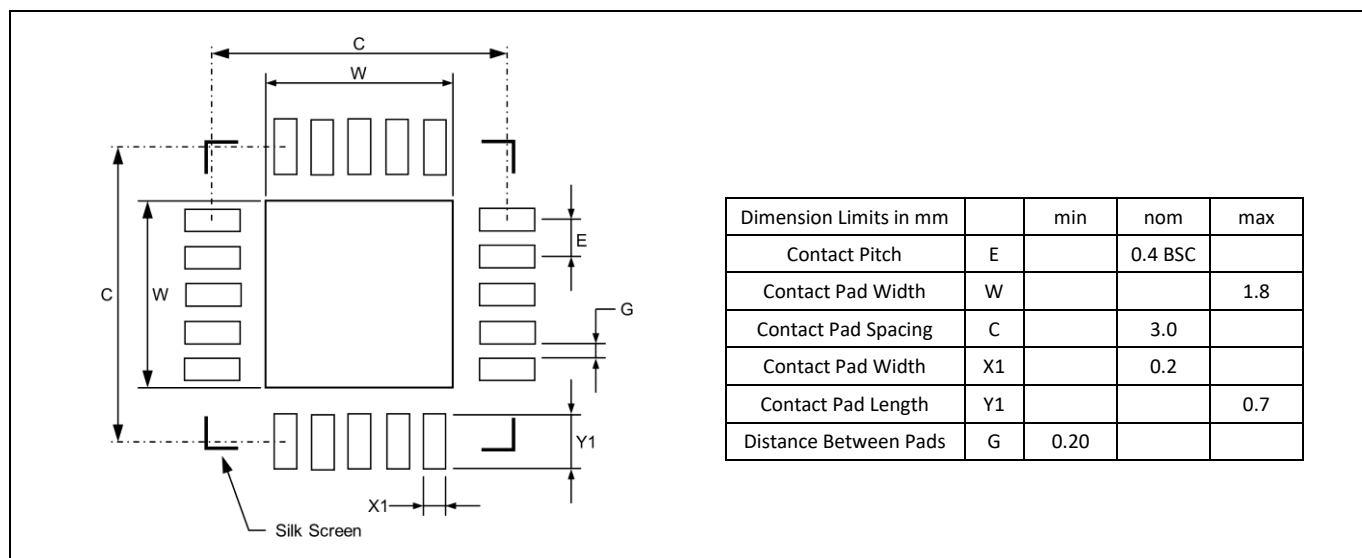 C
W
E
C
W
G
Y1
X1
Silk Screen
Dimension Limits in mm min nom max
Contact Pitch E 0.4 BSC
Contact Pad Width W 1.8
Contact Pad Spacing C 3.0
Contact Pad Width X1 0.2
Contact Pad Length Y1 0.7
Distance Between Pads G 0.20